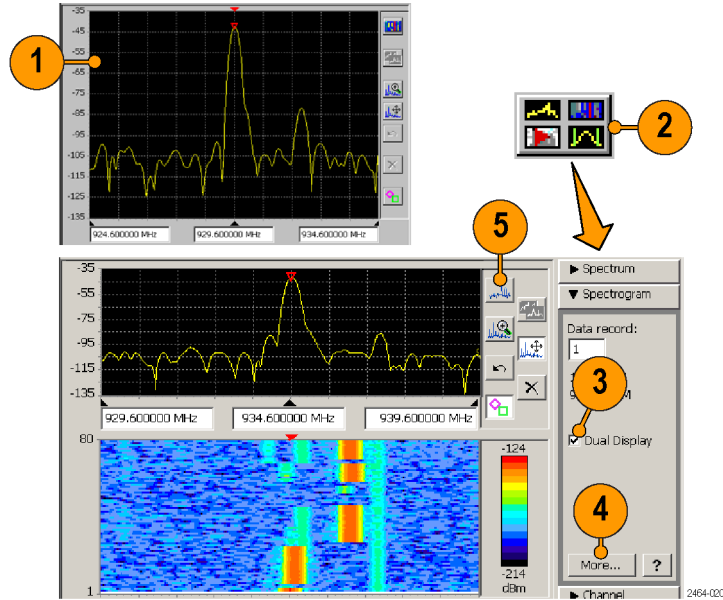 -35
-45
-55
-65
-75
-85
-95
-105
-115
-125
-135
924.600000 MHz 929.600000 MHz 934.600000 MHz
1
2
5
-35
-55
-75
-95
-115
-135
929.600000 MHz 934.600000 MHz 939.600000 MHz
80
1
-124
-214
dBm
Spectrum
Spectrogram
Data record:
1
3
M
Dual Display
4
More... ?
Channel